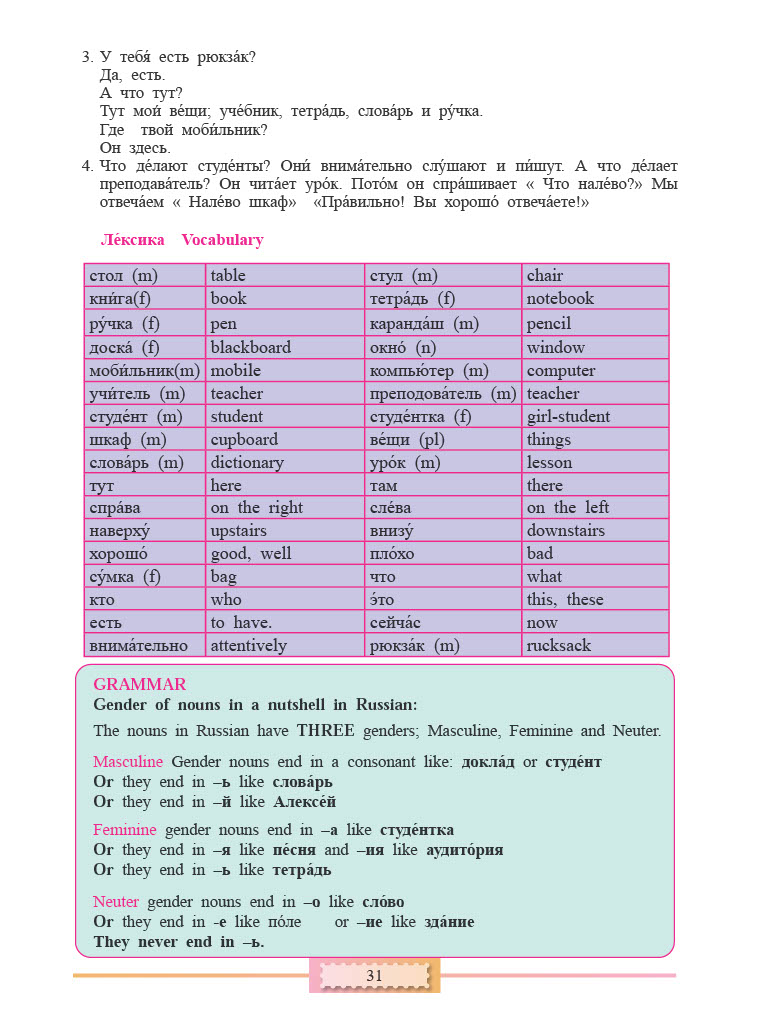 3. У тебя́ есть рюкза́к?
Да, есть.
А что тут?
Тут мои́ ве́щи; уче́бник, тетра́дь, слова́рь и ру́чка.
Где твой моби́льник?
Он здесь.
4. Что де́лают студе́нты? Они́ внима́тельно слу́шают и пи́шут. А что де́лает
преподава́тель? Он чита́ет уро́к. Пото́м он спра́шивает « Что нале́во?» Мы
отвеча́ем « Нале́во шкаф» «Пра́вильно! Вы хорошо́ отвеча́ете!»
Ле́ксика Vocabulary
стол (m) table стул (m) chair
кни́га(f) book тетра́дь (f) notebook
ру́чка (f) pen каранда́ш (m) pencil
доска́ (f) blackboard окно́ (n) window
моби́льник(m) mobile компью́тер (m) computer
учи́тель (m) teacher преподова́тель (m) teacher
студе́нт (m) student студе́нтка (f) girl-student
шкаф (m) cupboard ве́щи (pl) things
слова́рь (m) dictionary уро́к (m) lesson
тут here там there
спра́ва on the right сле́ва on the left
наверху́ upstairs внизу́ downstairs
хорошо́ good, well пло́хо bad
су́мка (f) bag что what
кто who э́то this, these
есть to have. сейча́с now
внима́тельно attentively рюкза́к (m) rucksack
GRAMMAR
Gender of nouns in a nutshell in Russian:
The nouns in Russian have THREE genders; Masculine, Feminine and Neuter.
Masculine Gender nouns end in a consonant like: докла́д or студе́нт
Or they end in –ь like слова́рь
Or they end in –й like Алексе́й
Feminine gender nouns end in –а like студе́нтка
Or they end in –я like пе́сня and –ия like аудито́рия
Or they end in –ь like тетра́дь
Neuter gender nouns end in –о like сло́во
Or they end in -е like по́ле or –ие like зда́ние
They never end in –ь.
31